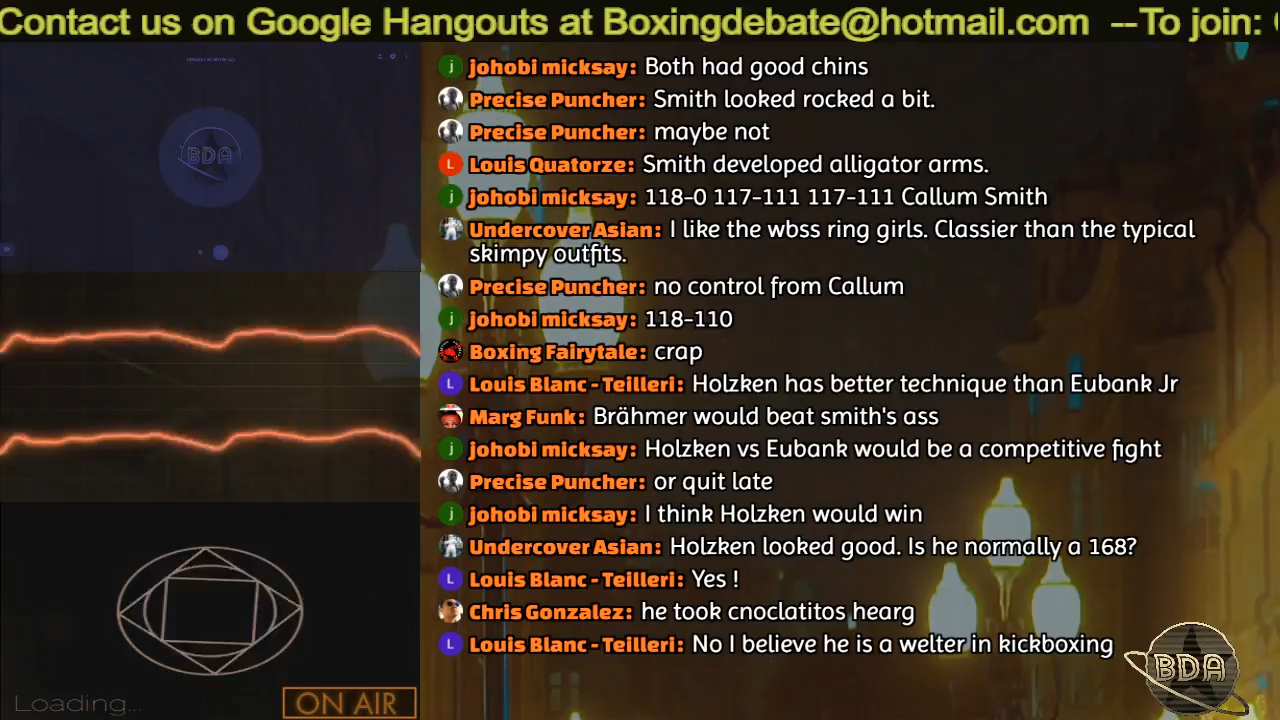 Contact us on Google Hangouts at Boxingdebate@hotmail.com --To join:
BDA
johobi micksay: Both had good chins
Precise Puncher: Smith looked rocked a bit.
Precise Puncher: maybe not
L Louis Quatorze: Smith developed alligator arms.
j johobi micksay: 118-0 117-111 117-111 Callum Smith
Undercover Asian: I like the wbss ring girls. Classier than the typical
skimpy outfits.
Precise Puncher: no control from Callum
j johobi micksay: 118-110
Boxing Fairytale: crap
L Louis Blanc - Teilleri: Holzken has better technique than Eubank Jr
Marg Funk: Brähmer would beat smith's ass
j johobi micksay: Holzken vs Eubank would be a competitive fight
Precise Puncher: or quit late
j johobi micksay: I think Holzken would win
Undercover Asian: Holzken looked good. Is he normally a 168?
L Louis Blanc - Teilleri: Yes !
Chris Gonzalez: he took cnoclatitos hearg
L Louis Blanc - Teilleri: No I believe he is a welter in kickboxing
BDA
Loading...
ON AIR